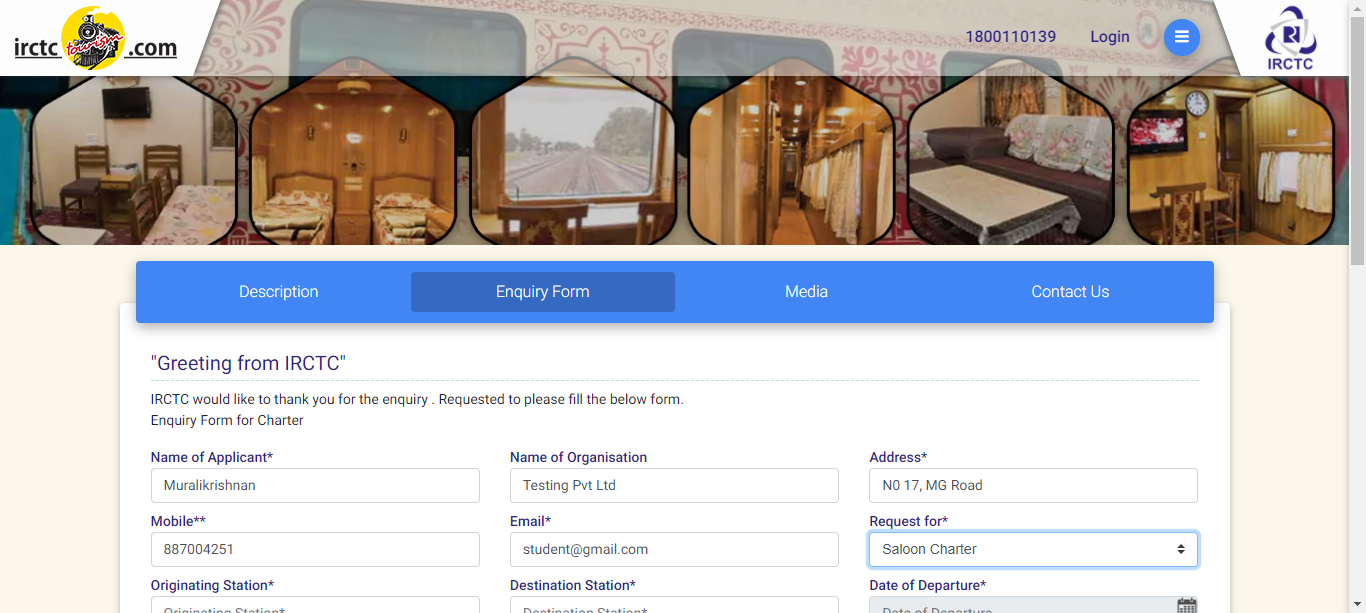 irctc tourism .com
1800110139 Login
IRCTC
Description Enquiry Form Media Contact Us
"Greeting from IRCTC"
IRCTC would like to thank you for the enquiry . Requested to please fill the below form.
Enquiry Form for Charter
Name of Applicant* Name of Organisation Address*
Muralikrishnan Testing Pvt Ltd N0 17, MG Road
Mobile** Email* Request for*
887004251 student@gmail.com Saloon Charter
Originating Station* Destination Station* Date of Departure*
Originating Station* Destination Station* Date of Departure